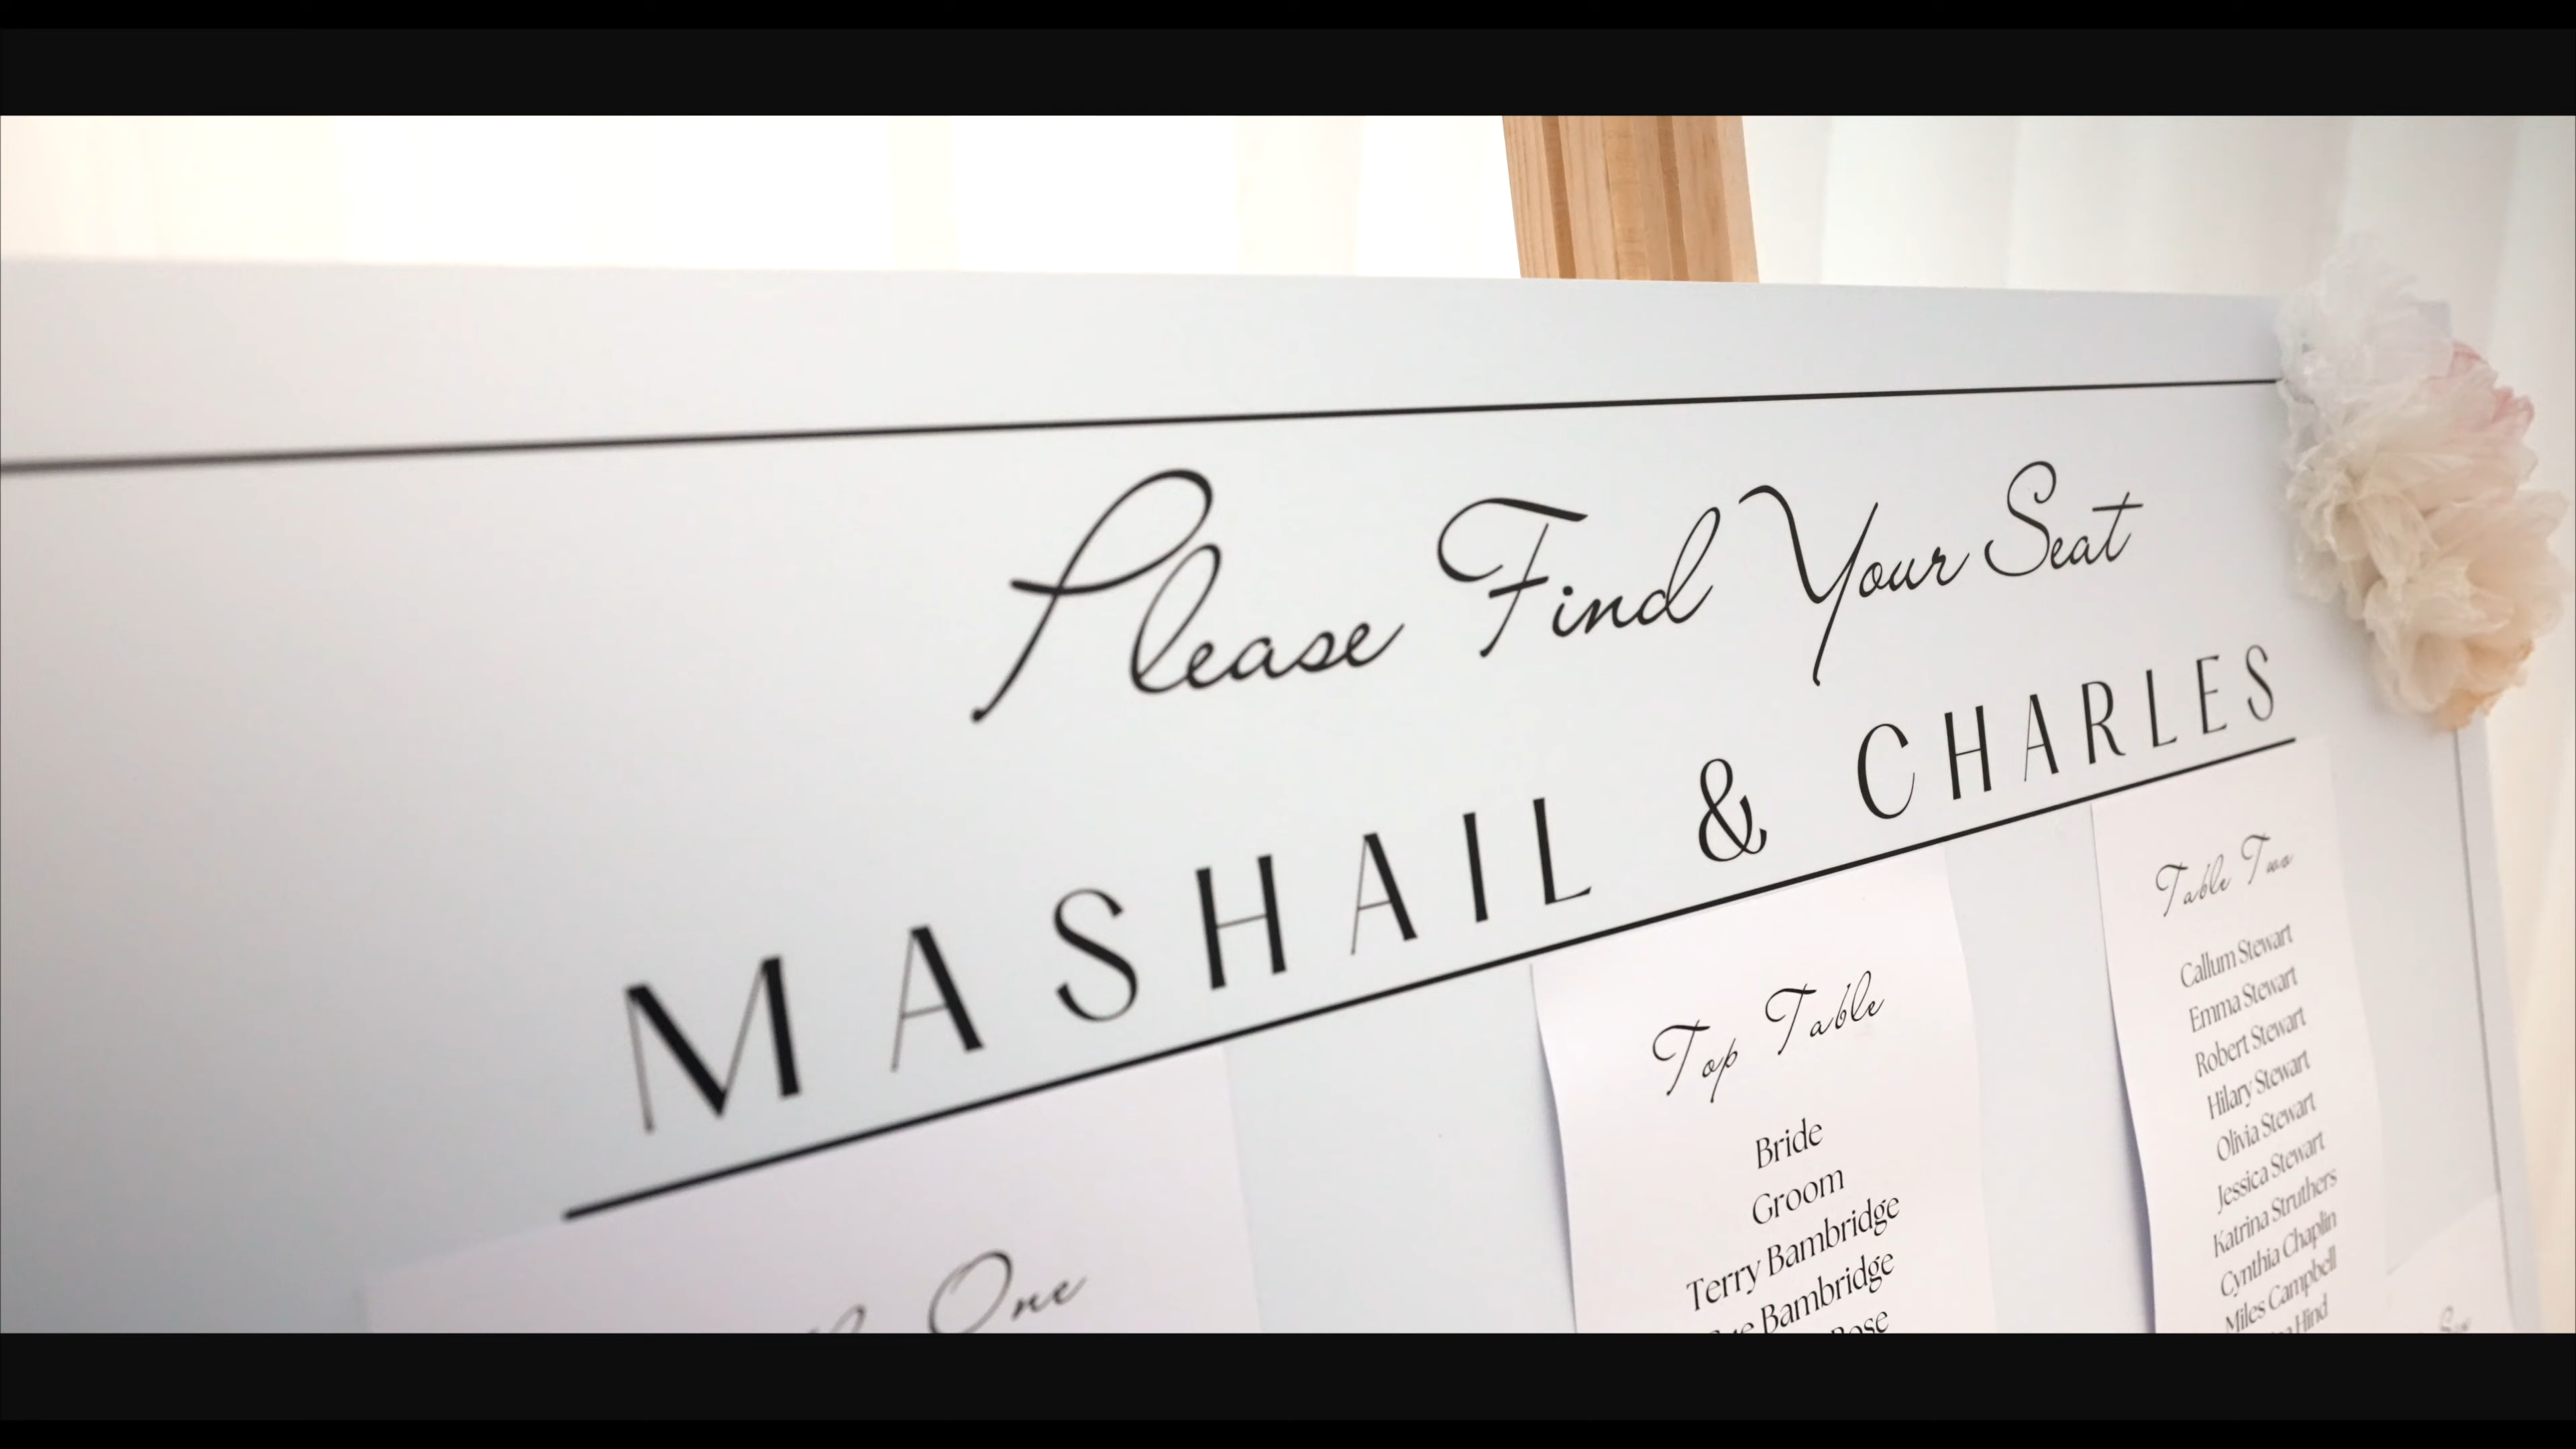 Please Find Your Seat
MASHAIL & CHARLES
One
Top Table
Bride
Groom
Terry Bambridge
Bambridge
Table Two
Callum Stewart
Emma Stewart
Robert Stewart
Hilary Stewart
Olivia Stewart
Jessica Stewart
Katrina Struthers
Cynthia Chaplin
Miles Campbell
Hind